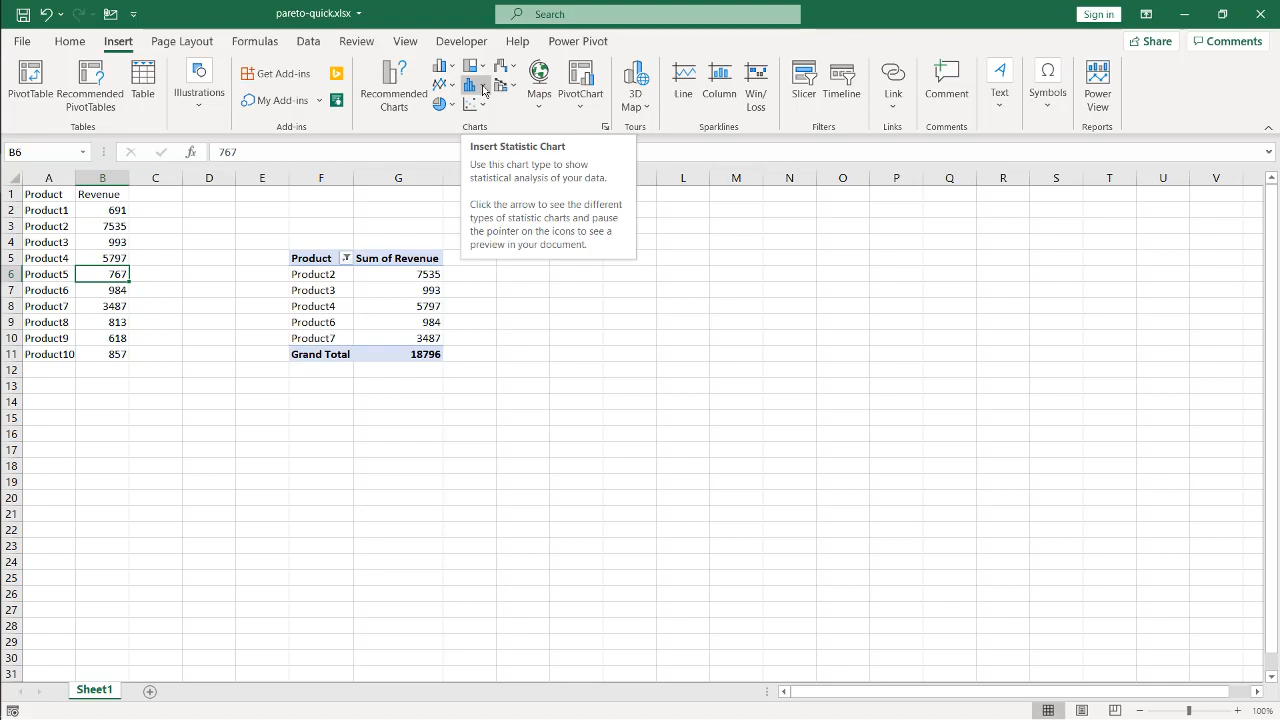 pareto-quick.xlsx
Search
Sign in
File Home Insert Page Layout Formulas Data Review View Developer Help Power Pivot
Share
Comments
PivotTable
Recommended PivotTables
Table
Illustrations
Get Add-ins
My Add-ins
Recommended Charts
Maps
PivotChart
3D Map
Line
Column
Win/Loss
Slicer
Timeline
Link
Comment
Text
Symbols
Power View
Tables Add-ins Charts Tours Sparklines Filters Links Comments Reports
Insert Statistic Chart
Use this chart type to show
statistical analysis of your data.
Click the arrow to see the different
types of statistic charts and pause
the pointer on the icons to see a
preview in your document.
B6 fx 767
A B C D E F G L M N O P Q R S T U V
1 Product Revenue
2 Product1 691
3 Product2 7535
4 Product3 993
5 Product4 5797 Product Sum of Revenue
6 Product5 767 Product2 7535
7 Product6 984 Product3 993
8 Product7 3487 Product4 5797
9 Product8 813 Product6 984
10 Product9 618 Product7 3487
11 Product10 857 Grand Total 18796
12
13
14
15
16
17
18
19
20
21
22
23
24
25
26
27
28
29
30
31
Sheet1
100%